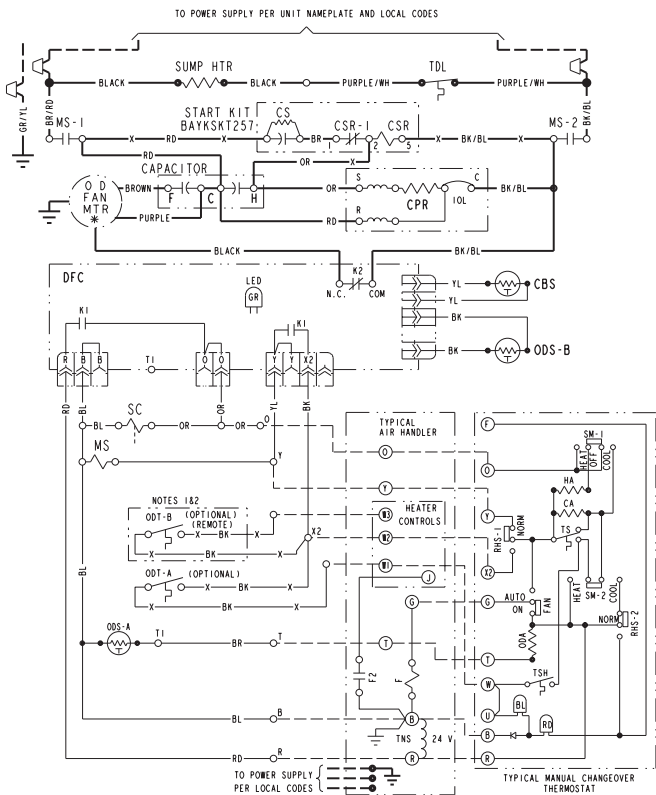 TO POWER SUPPLY PER UNIT NAMEPLATE AND LOCAL CODES
SUMP HTR
TDL
BLACK
BLACK
PURPLE/WH
PURPLE/WH
GR/YL
BR/RD
BK/BL
START KIT
BAYKSKT257
CS
MS-1
CSR-1
CSR
MS-2
X
RD
X
BR
1
2
5
X
BK/BL
X
RD
OR
X
CAPACITOR
O D
FAN
MTR
*
BROWN
F
C
H
OR
S
C
BK/BL
PURPLE
CPR
IOL
RD
R
BLACK
BK/BL
DFC
LED
GR
K2
N.C.
COM
YL
CBS
YL
K1
K1
BK
R
B
B
T1
O
O
Y
Y
X2
BK
ODS-B
RD
BL
OR
YL
BK
SC
BL
OR
OR
O
TYPICAL
AIR HANDLER
F
SM-1
HEAT
OFF
COOL
MS
Y
O
O
HA
Y
CA
NOTES 1&2
ODT-B
(OPTIONAL)
(REMOTE)
HEATER
CONTROLS
W3
Y
NORM
RHS-1
TS
X
BK
X
X2
W2
X
BK
X
ODT-A
(OPTIONAL)
W1
X2
J
HEAT
SM-2
COOL
X
BK
X
BL
G
G
AUTO
ON
FAN
NORM
RHS-2
ODS-A
T1
BR
T
T
ODA
T
F2
F
W
TSH
BL
U
RD
BL
B
B
B
TNS
24 V
RD
R
R
R
TO POWER SUPPLY
PER LOCAL CODES
TYPICAL MANUAL CHANGEOVER
THERMOSTAT